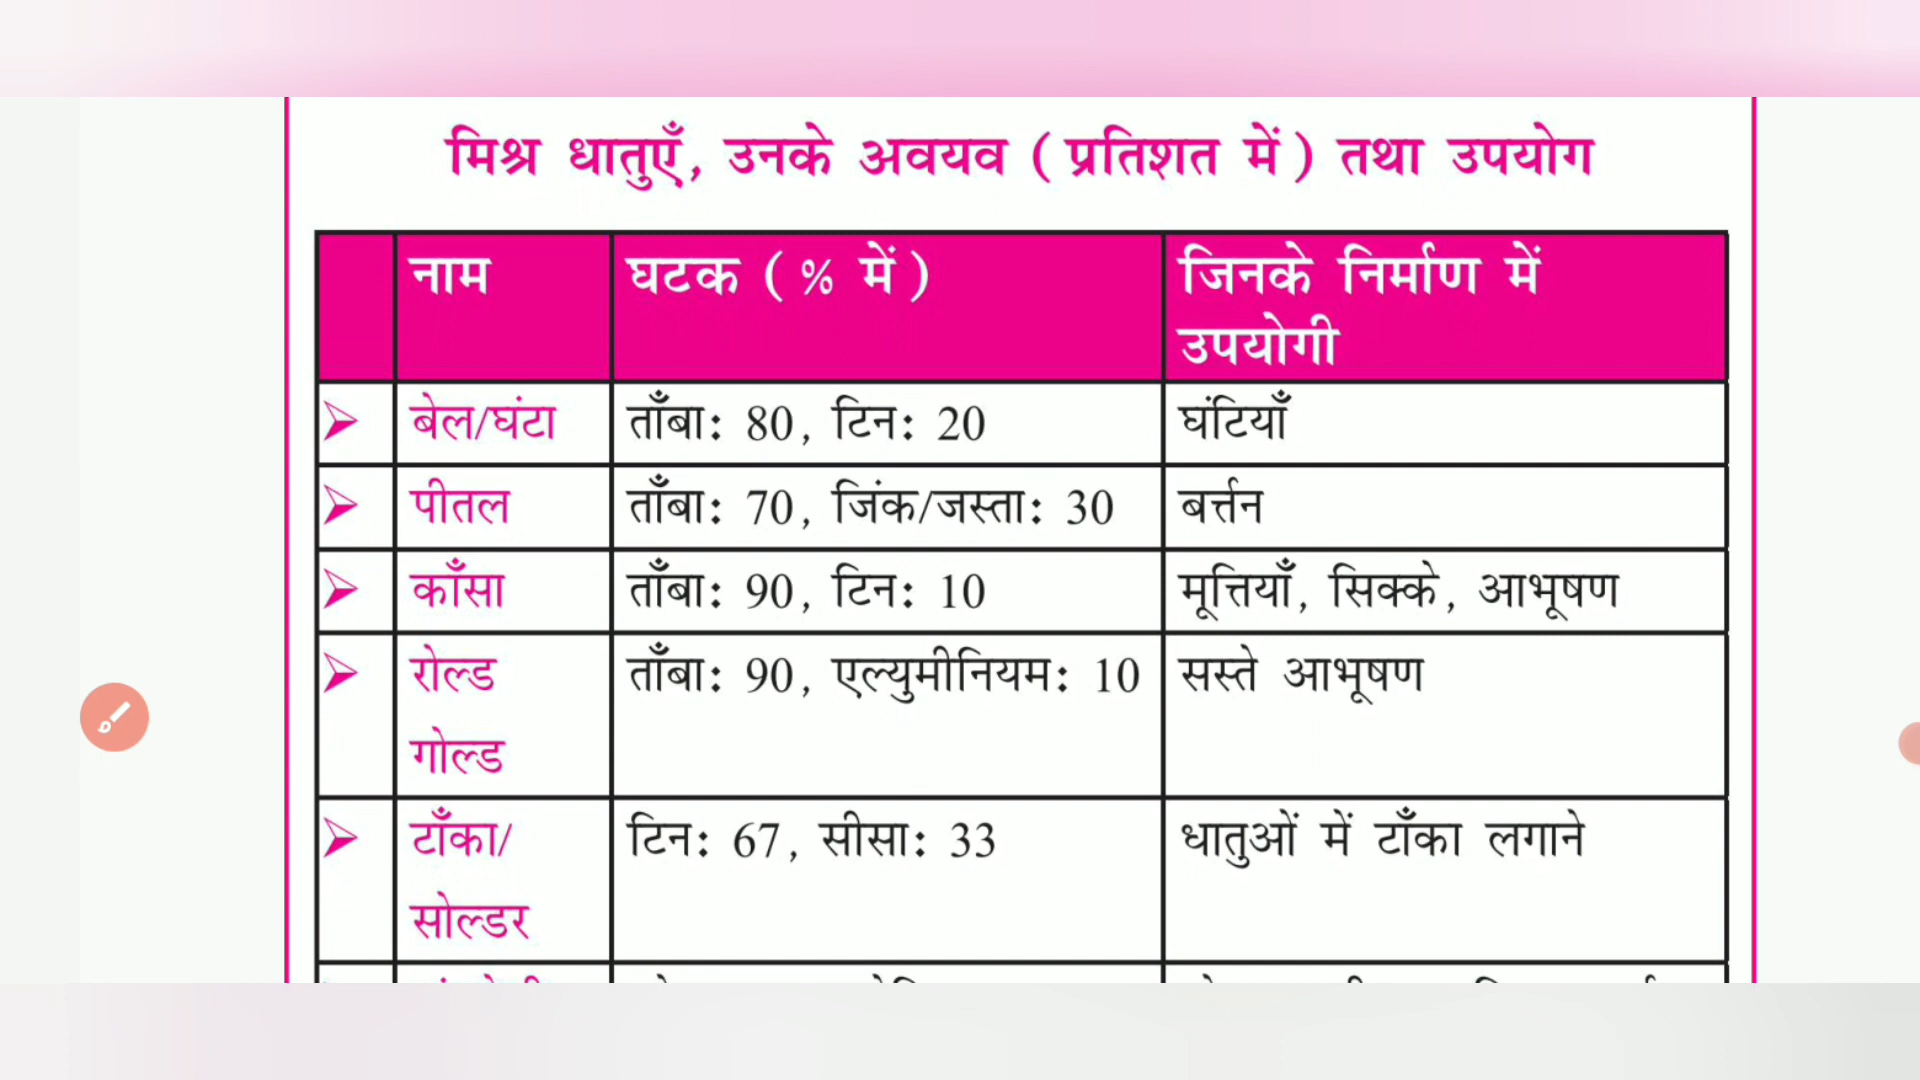 मिश्र धातुएँ, उनके अवयव ( प्रतिशत में ) तथा उपयोग
नाम घटक ( % में ) जिनके निर्माण में
उपयोगी
बेल/घंटा ताँबाः 80, टिनः 20 घंटियाँ
पीतल ताँबाः 70, जिंक/जस्ताः 30 बर्त्तन
काँसा ताँबाः 90, टिनः 10 मूत्तियाँ, सिक्के, आभूषण
रोल्ड ताँबाः 90, एल्युमीनियमः 10 सस्ते आभूषण
गोल्ड
टाँका/ टिनः 67, सीसाः 33 धातुओं में टाँका लगाने
सोल्डर